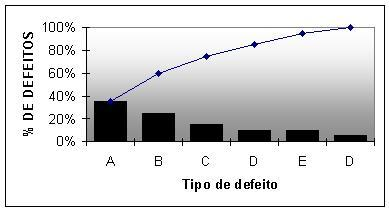 % DE DEFEITOS
100%
80%
60%
40%
20%
0%
A B C D E D
Tipo de defeito